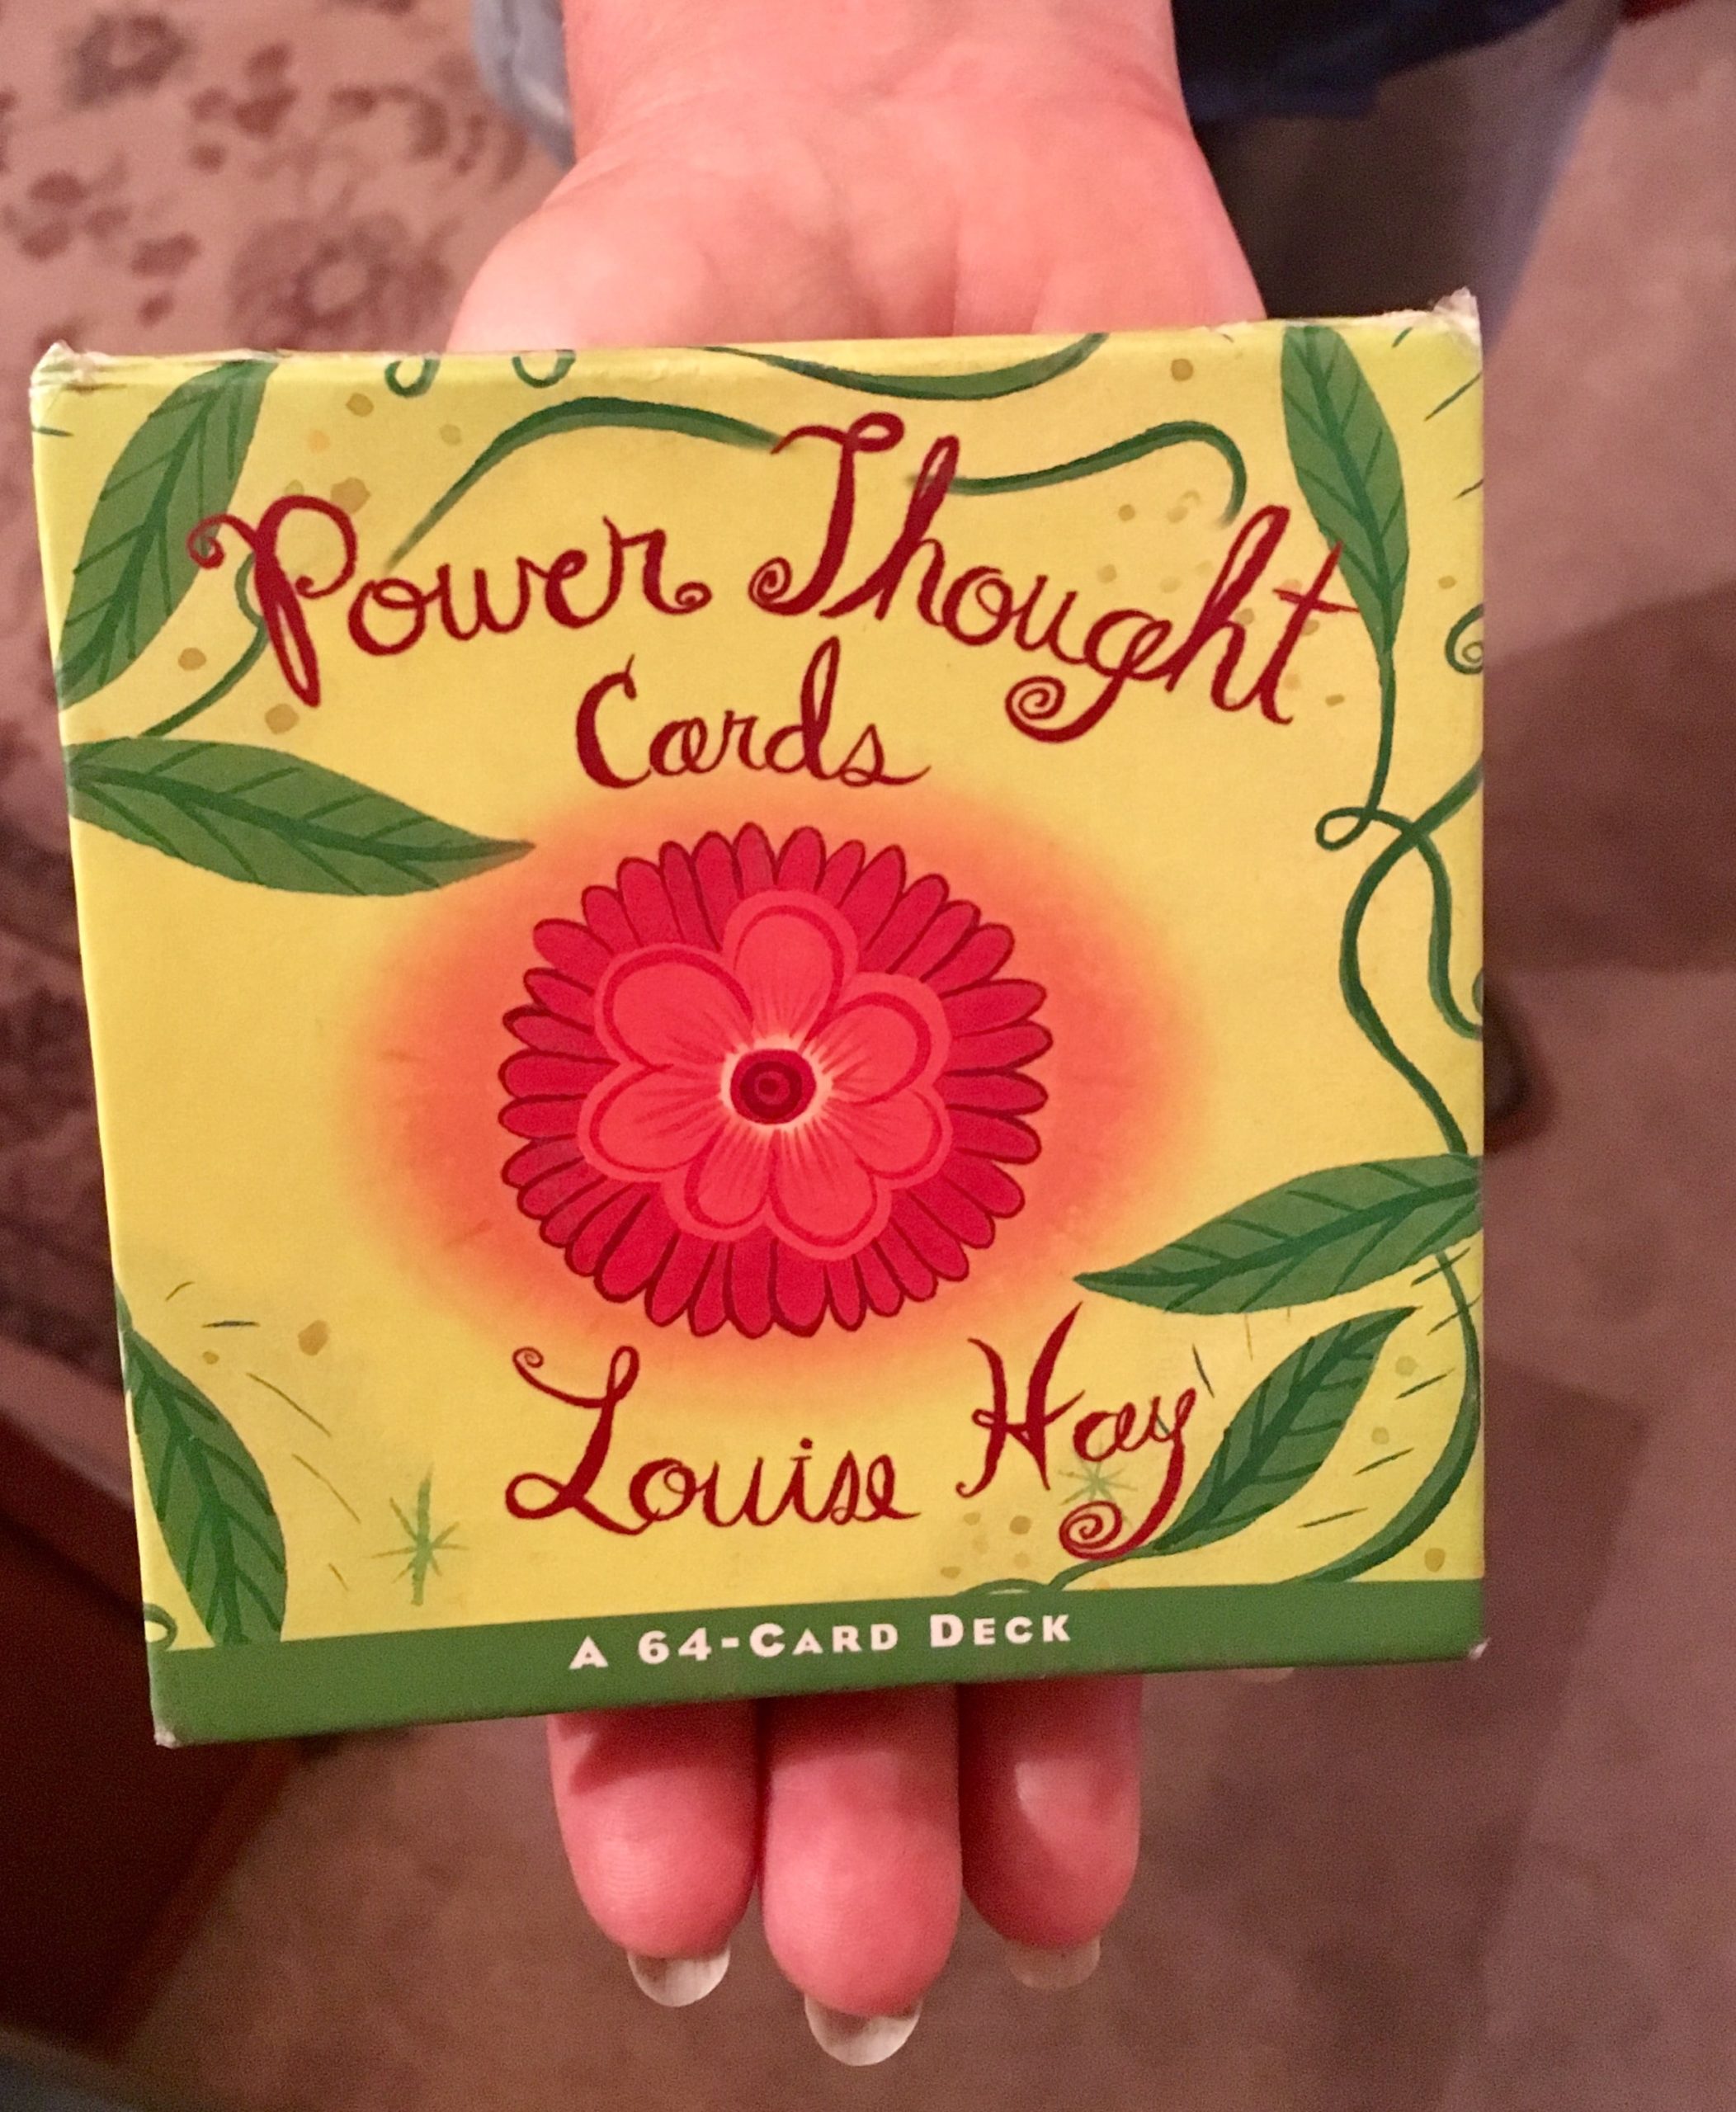 Power Thought
Cards
Louise Hay
A 64-Card Deck